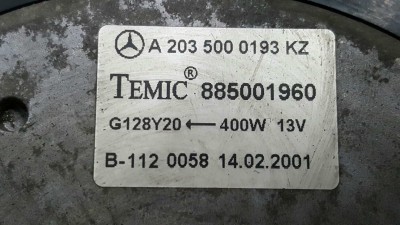 A 203 500 0193 KZ
TEMIC® 885001960
G128Y20 ← 400W 13V
B-112 0058 14.02.2001